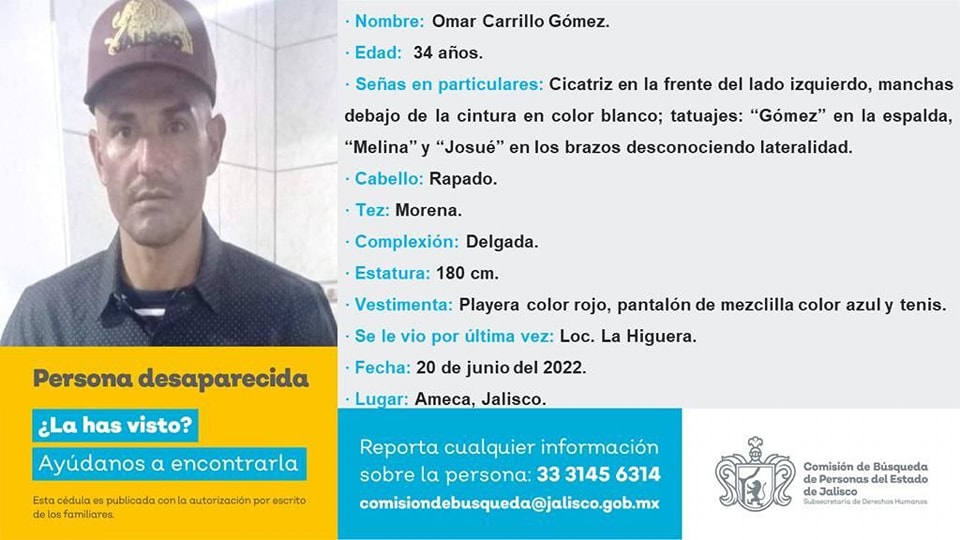 JALISCO
· Nombre: Omar Carrillo Gómez.
· Edad: 34 años.
· Señas en particulares: Cicatriz en la frente del lado izquierdo, manchas
debajo de la cintura en color blanco; tatuajes: “Gómez” en la espalda,
“Melina” y “Josué” en los brazos desconociendo lateralidad.
· Cabello: Rapado.
· Tez: Morena.
· Complexión: Delgada.
· Estatura: 180 cm.
· Vestimenta: Playera color rojo, pantalón de mezclilla color azul y tenis.
· Se le vio por última vez: Loc. La Higuera.
· Fecha: 20 de junio del 2022.
· Lugar: Ameca, Jalisco.
Persona desaparecida
¿La has visto?
Ayúdanos a encontrarla
Esta cédula es publicada con la autorización por escrito
de los familiares.
Reporta cualquier información
sobre la persona: 33 3145 6314
comisiondebusqueda@jalisco.gob.mx
Comisión de Búsqueda
de Personas del Estado
de Jalisco
Subsecretaría de Derechos Humanos